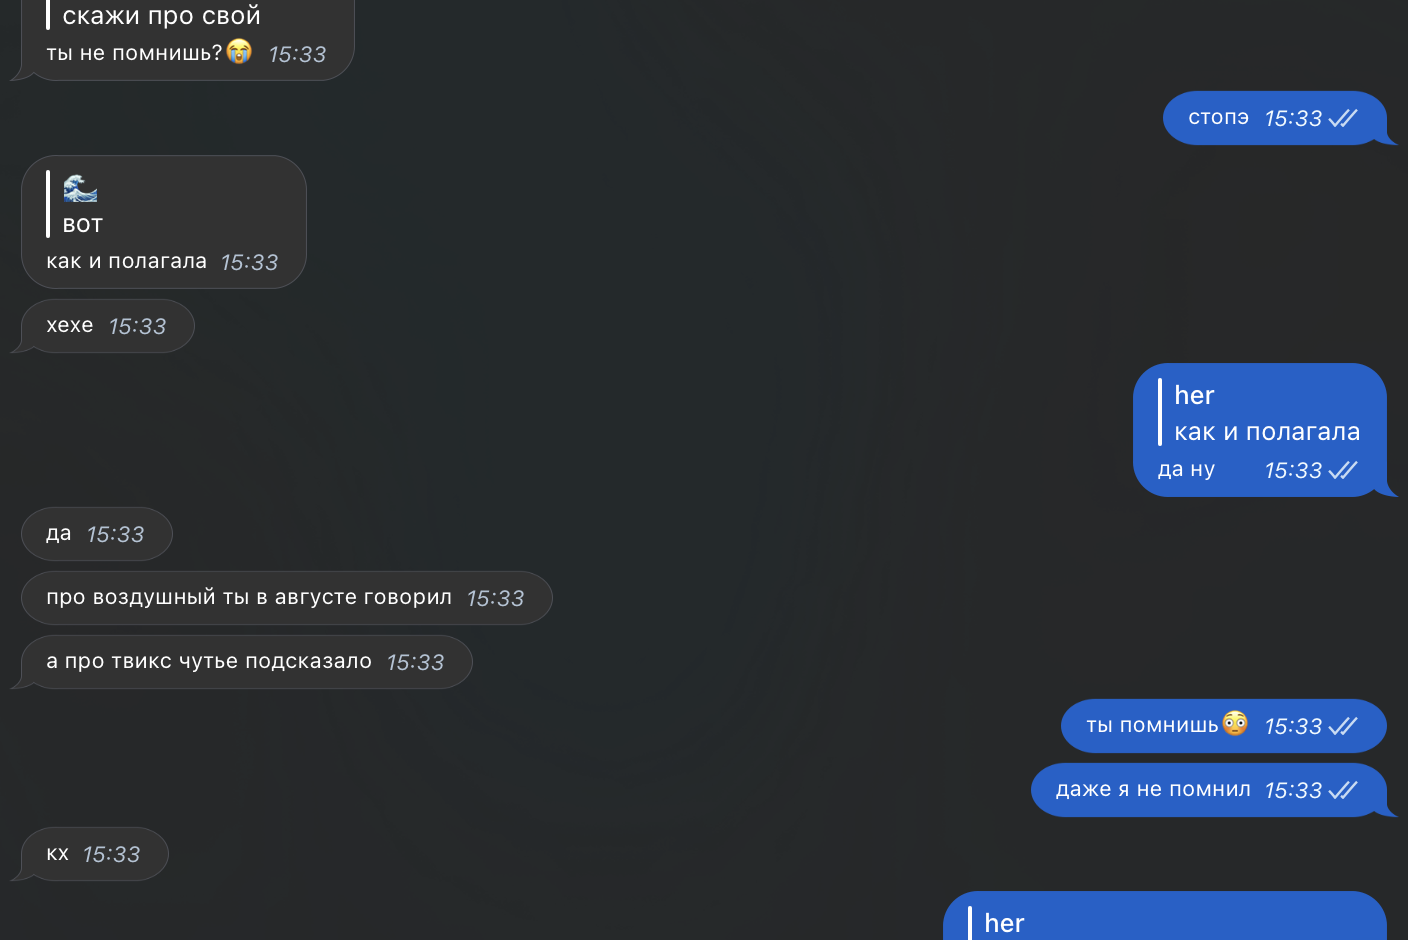 скажи про свой
ты не помнишь?😭 15:33
стопэ 15:33
🌊
вот
как и полагала 15:33
хехе 15:33
her
как и полагала
да ну 15:33
да 15:33
про воздушный ты в августе говорил 15:33
а про твикс чутье подсказало 15:33
ты помнишь😳 15:33
даже я не помнил 15:33
кх 15:33
her